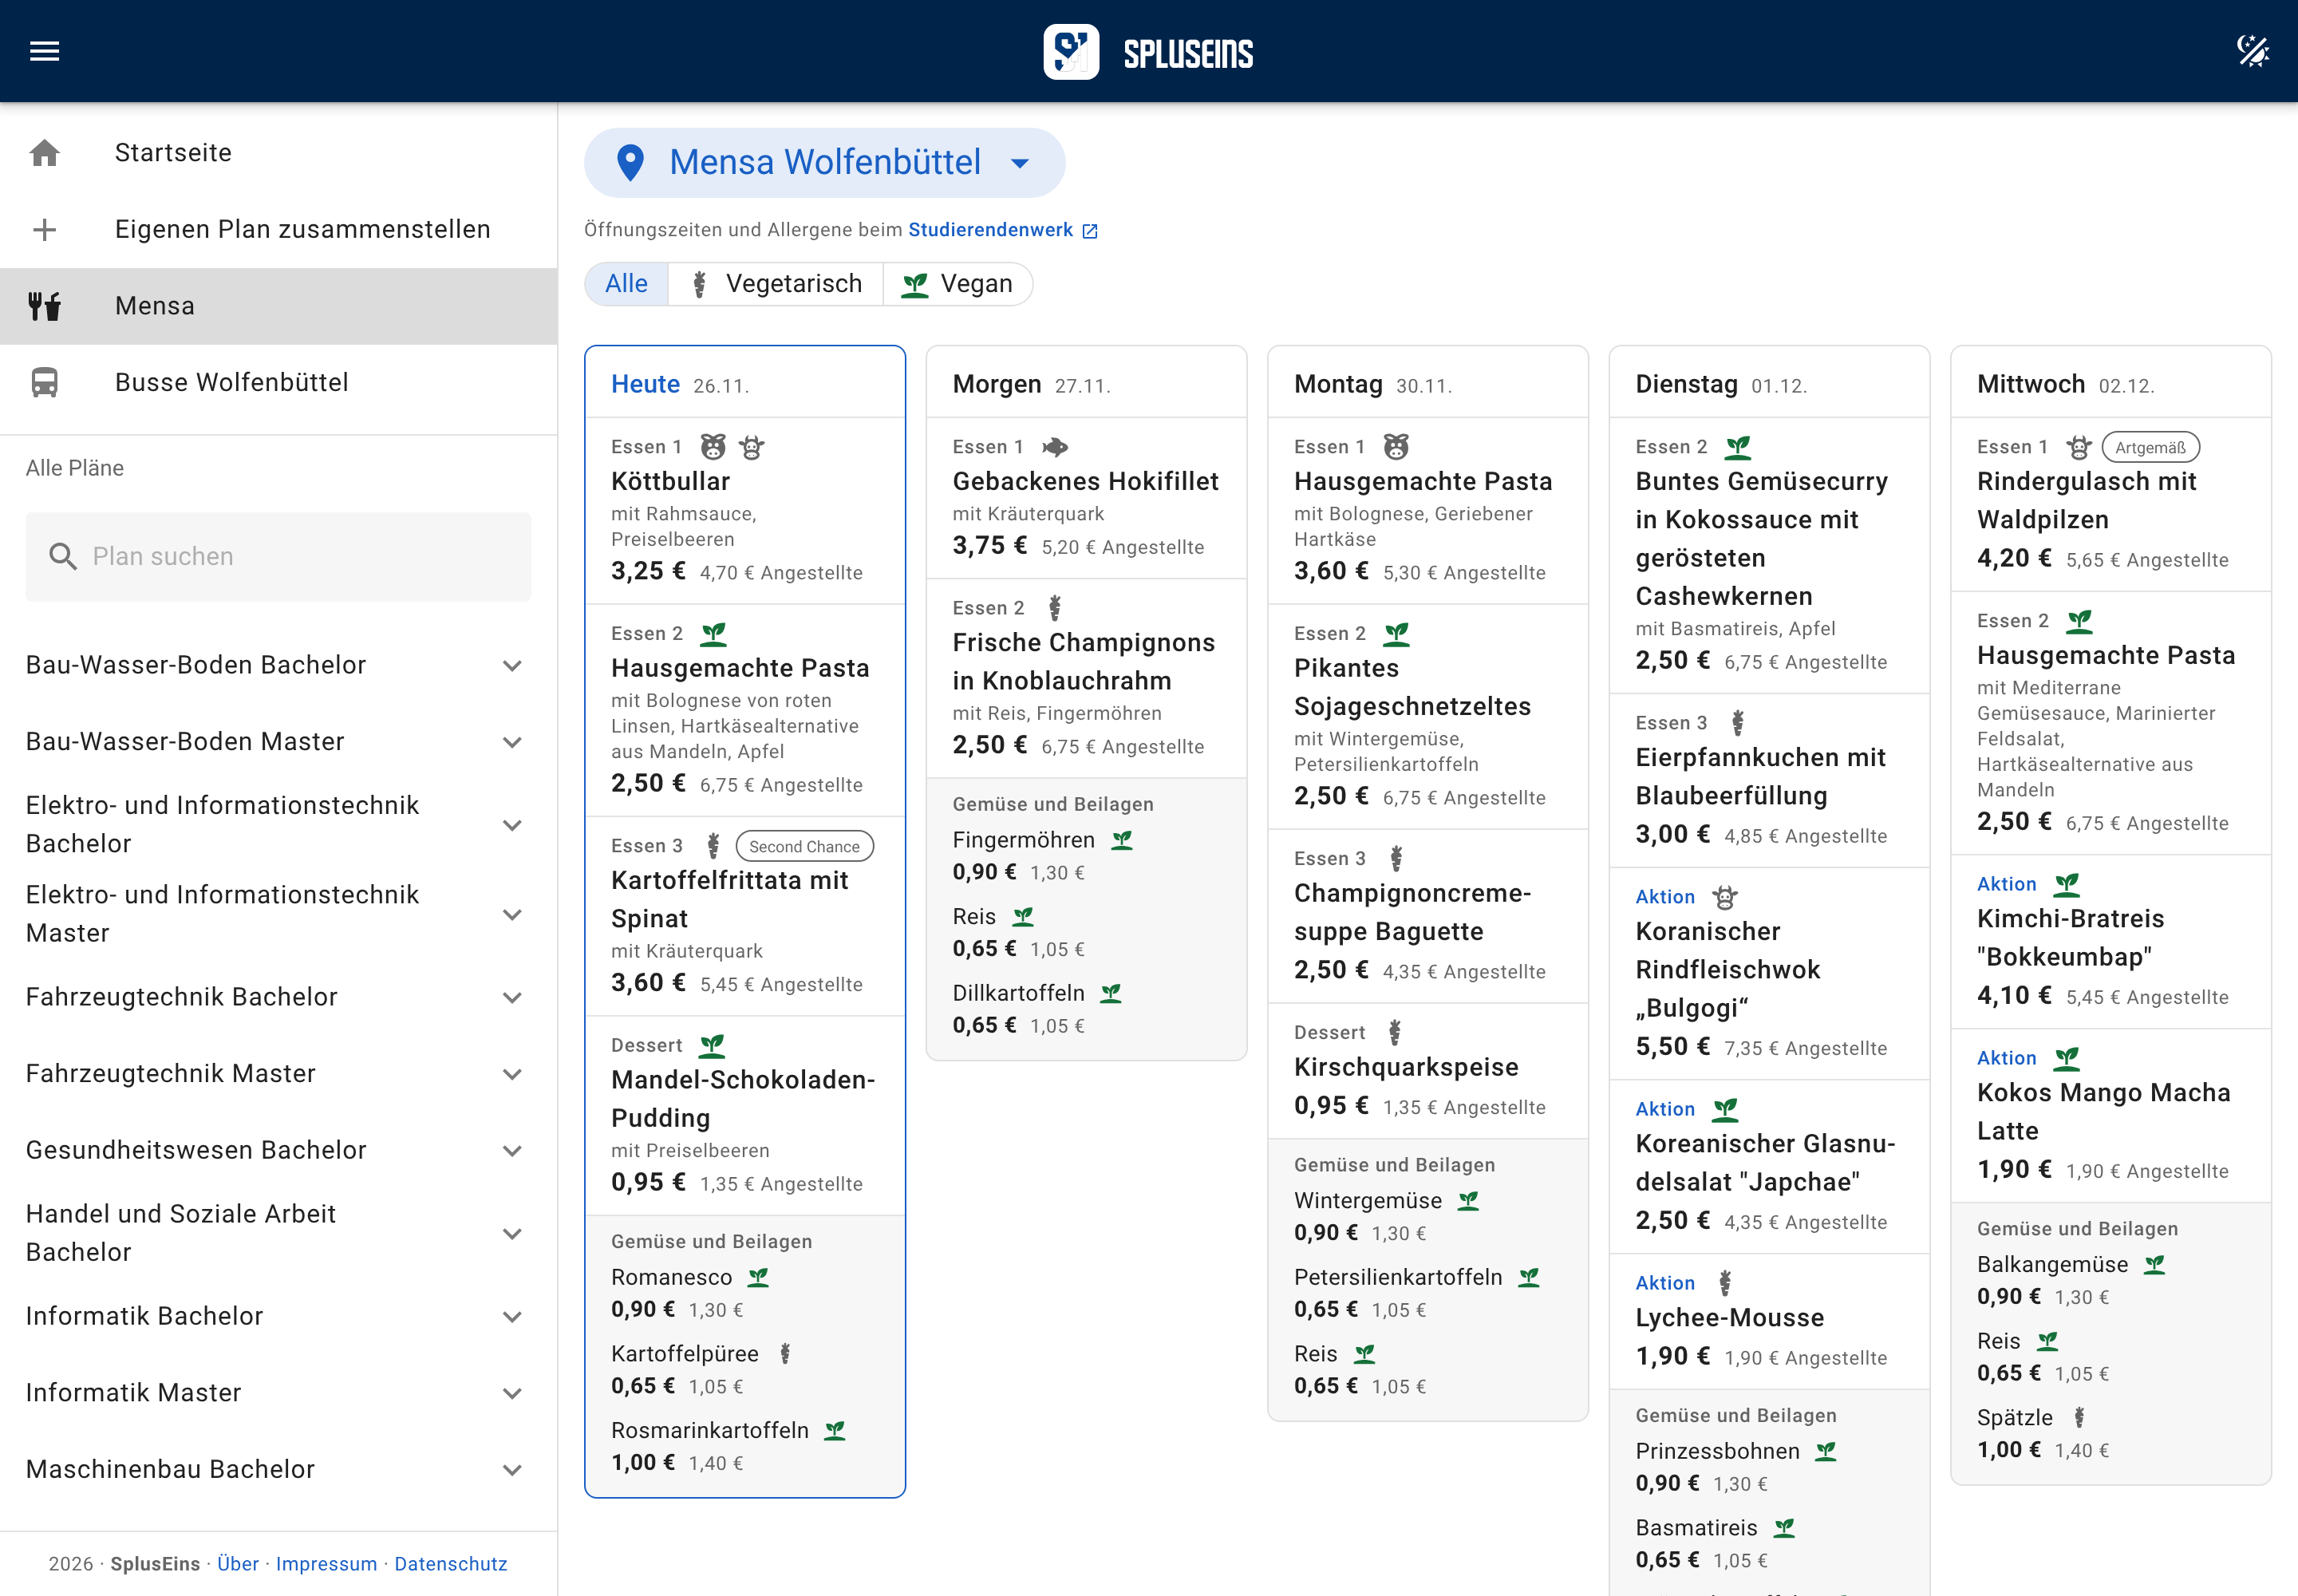 SPLUSEINS
Startseite
Eigenen Plan zusammenstellen
Mensa
Busse Wolfenbüttel
Alle Pläne
Plan suchen
Bau-Wasser-Boden Bachelor
Bau-Wasser-Boden Master
Elektro- und Informationstechnik
Bachelor
Elektro- und Informationstechnik
Master
Fahrzeugtechnik Bachelor
Fahrzeugtechnik Master
Gesundheitswesen Bachelor
Handel und Soziale Arbeit
Bachelor
Informatik Bachelor
Informatik Master
Maschinenbau Bachelor
2026 · SplusEins · Über · Impressum · Datenschutz
Mensa Wolfenbüttel
Öffnungszeiten und Allergene beim Studierendenwerk
Alle Vegetarisch Vegan
Heute 26.11.
Essen 1
Köttbullar
mit Rahmsauce,
Preiselbeeren
3,25 € 4,70 € Angestellte
Essen 2
Hausgemachte Pasta
mit Bolognese von roten
Linsen, Hartkäsealternative
aus Mandeln, Apfel
2,50 € 6,75 € Angestellte
Essen 3 Second Chance
Kartoffelfrittata mit
Spinat
mit Kräuterquark
3,60 € 5,45 € Angestellte
Dessert
Mandel-Schokoladen-
Pudding
mit Preiselbeeren
0,95 € 1,35 € Angestellte
Gemüse und Beilagen
Romanesco
0,90 € 1,30 €
Kartoffelpüree
0,65 € 1,05 €
Rosmarinkartoffeln
1,00 € 1,40 €
Morgen 27.11.
Essen 1
Gebackenes Hokifillet
mit Kräuterquark
3,75 € 5,20 € Angestellte
Essen 2
Frische Champignons
in Knoblauchrahm
mit Reis, Fingermöhren
2,50 € 6,75 € Angestellte
Gemüse und Beilagen
Fingermöhren
0,90 € 1,30 €
Reis
0,65 € 1,05 €
Dillkartoffeln
0,65 € 1,05 €
Montag 30.11.
Essen 1
Hausgemachte Pasta
mit Bolognese, Geriebener
Hartkäse
3,60 € 5,30 € Angestellte
Essen 2
Pikantes
Sojageschnetzeltes
mit Wintergemüse,
Petersilienkartoffeln
2,50 € 6,75 € Angestellte
Essen 3
Champignoncreme-
suppe Baguette
2,50 € 4,35 € Angestellte
Dessert
Kirschquarkspeise
0,95 € 1,35 € Angestellte
Gemüse und Beilagen
Wintergemüse
0,90 € 1,30 €
Petersilienkartoffeln
0,65 € 1,05 €
Reis
0,65 € 1,05 €
Dienstag 01.12.
Essen 2
Buntes Gemüsecurry
in Kokossauce mit
gerösteten
Cashewkernen
mit Basmatireis, Apfel
2,50 € 6,75 € Angestellte
Essen 3
Eierpfannkuchen mit
Blaubeerfüllung
3,00 € 4,85 € Angestellte
Aktion
Koranischer
Rindfleischwok
„Bulgogi“
5,50 € 7,35 € Angestellte
Aktion
Koreanischer Glasnu-
delsalat "Japchae"
2,50 € 4,35 € Angestellte
Aktion
Lychee-Mousse
1,90 € 1,90 € Angestellte
Gemüse und Beilagen
Prinzessbohnen
0,90 € 1,30 €
Basmatireis
0,65 € 1,05 €
Mittwoch 02.12.
Essen 1 Artgemäß
Rindergulasch mit
Waldpilzen
4,20 € 5,65 € Angestellte
Essen 2
Hausgemachte Pasta
mit Mediterrane
Gemüsesauce, Marinierter
Feldsalat,
Hartkäsealternative aus
Mandeln
2,50 € 6,75 € Angestellte
Aktion
Kimchi-Bratreis
"Bokkeumbap"
4,10 € 5,45 € Angestellte
Aktion
Kokos Mango Macha
Latte
1,90 € 1,90 € Angestellte
Gemüse und Beilagen
Balkangemüse
0,90 € 1,30 €
Reis
0,65 € 1,05 €
Spätzle
1,00 € 1,40 €